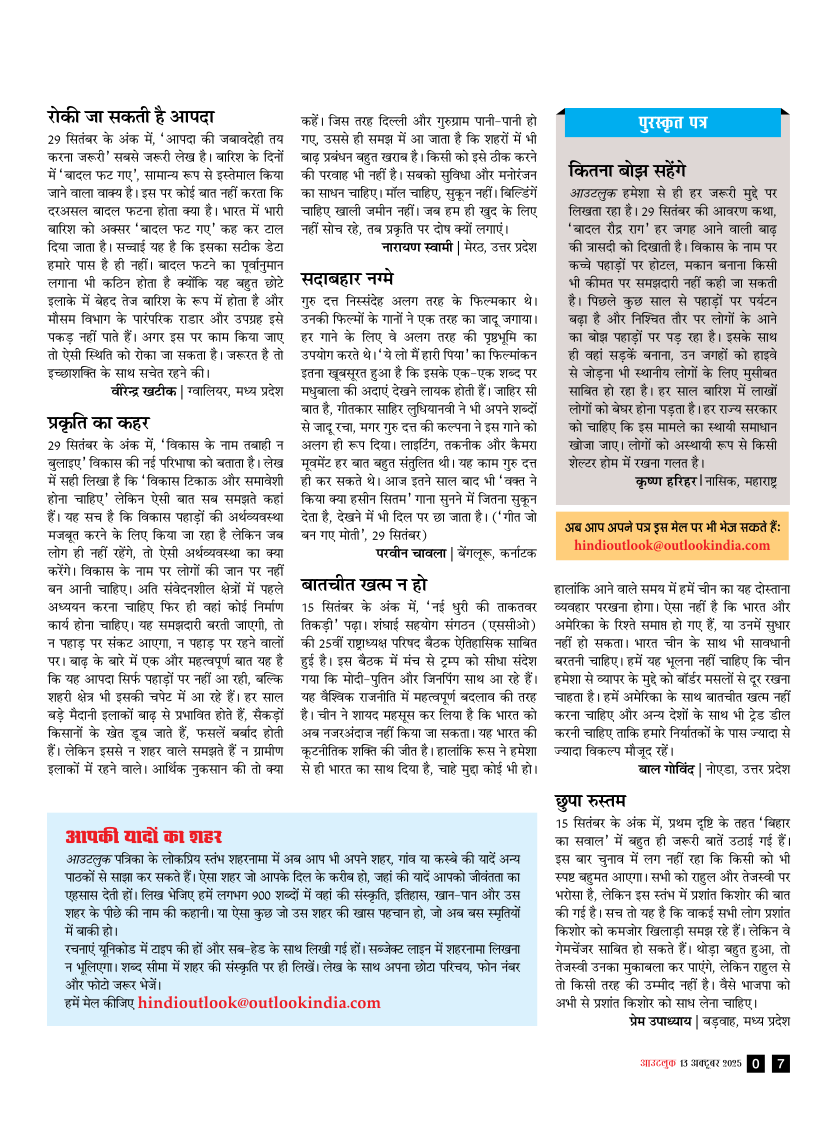 रोकी जा सकती है आपदा
29 सितंबर के अंक में, ‘आपदा की जबावदेही तय
करना जरूरी’ सबसे जरूरी लेख है। बारिश के दिनों
में ‘बादल फट गए’, सामान्य रूप से इस्तेमाल किया
जाने वाला वाक्य है। इस पर कोई बात नहीं करता कि
दरअसल बादल फटना होता क्या है। भारत में भारी
बारिश को अक्सर ‘बादल फट गए’ कह कर टाल
दिया जाता है। सच्चाई यह है कि इसका सटीक डेटा
हमारे पास है ही नहीं। बादल फटने का पूर्वानुमान
लगाना भी कठिन होता है क्योंकि यह बहुत छोटे
इलाके में बेहद तेज बारिश के रूप में होता है और
मौसम विभाग के पारंपरिक राडार और उपग्रह इसे
पकड़ नहीं पाते हैं। अगर इस पर काम किया जाए
तो ऐसी स्थिति को रोका जा सकता है। जरूरत है तो
इच्छाशक्ति के साथ सचेत रहने की।
वीरेन्द्र खटीक | ग्वालियर, मध्य प्रदेश
प्रकृति का कहर
29 सितंबर के अंक में, ‘विकास के नाम तबाही न
बुलाइए’ विकास की नई परिभाषा को बताता है। लेख
में सही लिखा है कि ‘विकास टिकाऊ और समावेशी
होना चाहिए’ लेकिन ऐसी बात सब समझते कहां
हैं। यह सच है कि विकास पहाड़ों की अर्थव्यवस्था
मजबूत करने के लिए किया जा रहा है लेकिन जब
लोग ही नहीं रहेंगे, तो ऐसी अर्थव्यवस्था का क्या
करेंगे। विकास के नाम पर लोगों की जान पर नहीं
बन आनी चाहिए। अति संवेदनशील क्षेत्रों में पहले
अध्ययन करना चाहिए फिर ही वहां कोई निर्माण
कार्य होना चाहिए। यह समझदारी बरती जाएगी, तो
न पहाड़ पर संकट आएगा, न पहाड़ पर रहने वालों
पर। बाढ़ के बारे में एक और महत्वपूर्ण बात यह है
कि यह आपदा सिर्फ पहाड़ों पर नहीं आ रही, बल्कि
शहरी क्षेत्र भी इसकी चपेट में आ रहे हैं। हर साल
बड़े मैदानी इलाकों बाढ़ से प्रभावित होते हैं, सैकड़ों
किसानों के खेत डूब जाते हैं, फसलें बर्बाद होती
हैं। लेकिन इससे न शहर वाले समझते हैं न ग्रामीण
इलाकों में रहने वाले। आर्थिक नुकसान की तो क्या
कहें। जिस तरह दिल्ली और गुरुग्राम पानी-पानी हो
गए, उससे ही समझ में आ जाता है कि शहरों में भी
बाढ़ प्रबंधन बहुत खराब है। किसी को इसे ठीक करने
की परवाह भी नहीं है। सबको सुविधा और मनोरंजन
का साधन चाहिए। मॉल चाहिए, सुकून नहीं। बिल्डिंगें
चाहिए खाली जमीन नहीं। जब हम ही खुद के लिए
नहीं सोच रहे, तब प्रकृति पर दोष क्यों लगाएं।
नारायण स्वामी | मेरठ, उत्तर प्रदेश
सदाबहार नग्मे
गुरु दत्त निस्संदेह अलग तरह के फिल्मकार थे।
उनकी फिल्मों के गानों ने एक तरह का जादू जगाया।
हर गाने के लिए वे अलग तरह की पृष्ठभूमि का
उपयोग करते थे। ‘ये लो मैं हारी पिया’ का फिल्मांकन
इतना खूबसूरत हुआ है कि इसके एक-एक शब्द पर
मधुबाला की अदाएं देखने लायक होती हैं। जाहिर सी
बात है, गीतकार साहिर लुधियानवी ने भी अपने शब्दों
से जादू रचा, मगर गुरु दत्त की कल्पना ने इस गाने को
अलग ही रूप दिया। लाइटिंग, तकनीक और कैमरा
मूवमेंट हर बात बहुत संतुलित थी। यह काम गुरु दत्त
ही कर सकते थे। आज इतने साल बाद भी ‘वक्त ने
किया क्या हसीन सितम’ गाना सुनने में जितना सुकून
देता है, देखने में भी दिल पर छा जाता है। (‘गीत जो
बन गए मोती’, 29 सितंबर)
परवीन चावला | बेंगलूरू, कर्नाटक
बातचीत खत्म न हो
15 सितंबर के अंक में, ‘नई धुरी की ताकतवर
तिकड़ी’ पढ़ा। शंघाई सहयोग संगठन (एससीओ)
की 25वीं राष्ट्राध्यक्ष परिषद बैठक ऐतिहासिक साबित
हुई है। इस बैठक में मंच से ट्रम्प को सीधा संदेश
गया कि मोदी-पुतिन और जिनपिंग साथ आ रहे हैं।
यह वैश्विक राजनीति में महत्वपूर्ण बदलाव की तरह
है। चीन ने शायद महसूस कर लिया है कि भारत को
अब नजरअंदाज नहीं किया जा सकता। यह भारत की
कूटनीतिक शक्ति की जीत है। हालांकि रूस ने हमेशा
से ही भारत का साथ दिया है, चाहे मुद्दा कोई भी हो।
पुरस्कृत पत्र
कितना बोझ सहेंगे
आउटलुक हमेशा से ही हर जरूरी मुद्दे पर
लिखता रहा है। 29 सितंबर की आवरण कथा,
‘बादल रौद्र राग’ हर जगह आने वाली बाढ़
की त्रासदी को दिखाती है। विकास के नाम पर
कच्चे पहाड़ों पर होटल, मकान बनाना किसी
भी कीमत पर समझदारी नहीं कही जा सकती
है। पिछले कुछ साल से पहाड़ों पर पर्यटन
बढ़ा है और निश्चित तौर पर लोगों के आने
का बोझ पहाड़ों पर पड़ रहा है। इसके साथ
ही वहां सड़कें बनाना, उन जगहों को हाइवे
से जोड़ना भी स्थानीय लोगों के लिए मुसीबत
साबित हो रहा है। हर साल बारिश में लाखों
लोगों को बेघर होना पड़ता है। हर राज्य सरकार
को चाहिए कि इस मामले का स्थायी समाधान
खोजा जाए। लोगों को अस्थायी रूप से किसी
शेल्टर होम में रखना गलत है।
कृष्ण हरिहर | नासिक, महाराष्ट्र
अब आप अपने पत्र इस मेल पर भी भेज सकते हैं:
hindioutlook@outlookindia.com
हालांकि आने वाले समय में हमें चीन का यह दोस्ताना
व्यवहार परखना होगा। ऐसा नहीं है कि भारत और
अमेरिका के रिश्ते समाप्त हो गए हैं, या उनमें सुधार
नहीं हो सकता। भारत चीन के साथ भी सावधानी
बरतनी चाहिए। हमें यह भूलना नहीं चाहिए कि चीन
हमेशा से व्यापर के मुद्दे को बॉर्डर मसलों से दूर रखना
चाहता है। हमें अमेरिका के साथ बातचीत खत्म नहीं
करना चाहिए और अन्य देशों के साथ भी ट्रेड डील
करनी चाहिए ताकि हमारे निर्यातकों के पास ज्यादा से
ज्यादा विकल्प मौजूद रहें।
बाल गोविंद | नोएडा, उत्तर प्रदेश
छुपा रुस्तम
15 सितंबर के अंक में, प्रथम दृष्टि के तहत ‘बिहार
का सवाल’ में बहुत ही जरूरी बातें उठाई गई हैं।
इस बार चुनाव में लग नहीं रहा कि किसी को भी
स्पष्ट बहुमत आएगा। सभी को राहुल और तेजस्वी पर
भरोसा है, लेकिन इस स्तंभ में प्रशांत किशोर की बात
की गई है। सच तो यह है कि वाकई सभी लोग प्रशांत
किशोर को कमजोर खिलाड़ी समझ रहे हैं। लेकिन वे
गेमचेंजर साबित हो सकते हैं। थोड़ा बहुत हुआ, तो
तेजस्वी उनका मुकाबला कर पाएंगे, लेकिन राहुल से
तो किसी तरह की उम्मीद नहीं है। वैसे भाजपा को
अभी से प्रशांत किशोर को साध लेना चाहिए।
प्रेम उपाध्याय | बड़वाह, मध्य प्रदेश
आपकी यादों का शहर
आउटलुक पत्रिका के लोकप्रिय स्तंभ शहरनामा में अब आप भी अपने शहर, गांव या कस्बे की यादें अन्य
पाठकों से साझा कर सकते हैं। ऐसा शहर जो आपके दिल के करीब हो, जहां की यादें आपको जीवंतता का
एहसास देती हों। लिख भेजिए हमें लगभग 900 शब्दों में वहां की संस्कृति, इतिहास, खान-पान और उस
शहर के पीछे की नाम की कहानी। या ऐसा कुछ जो उस शहर की खास पहचान हो, जो अब बस स्मृतियों
में बाकी हो।
रचनाएं यूनिकोड में टाइप की हों और सब-हेड के साथ लिखी गई हों। सब्जेक्ट लाइन में शहरनामा लिखना
न भूलिएगा। शब्द सीमा में शहर की संस्कृति पर ही लिखें। लेख के साथ अपना छोटा परिचय, फोन नंबर
और फोटो जरूर भेजें।
हमें मेल कीजिए hindioutlook@outlookindia.com
आउटलुक 13 अक्टूबर 2025 0 7